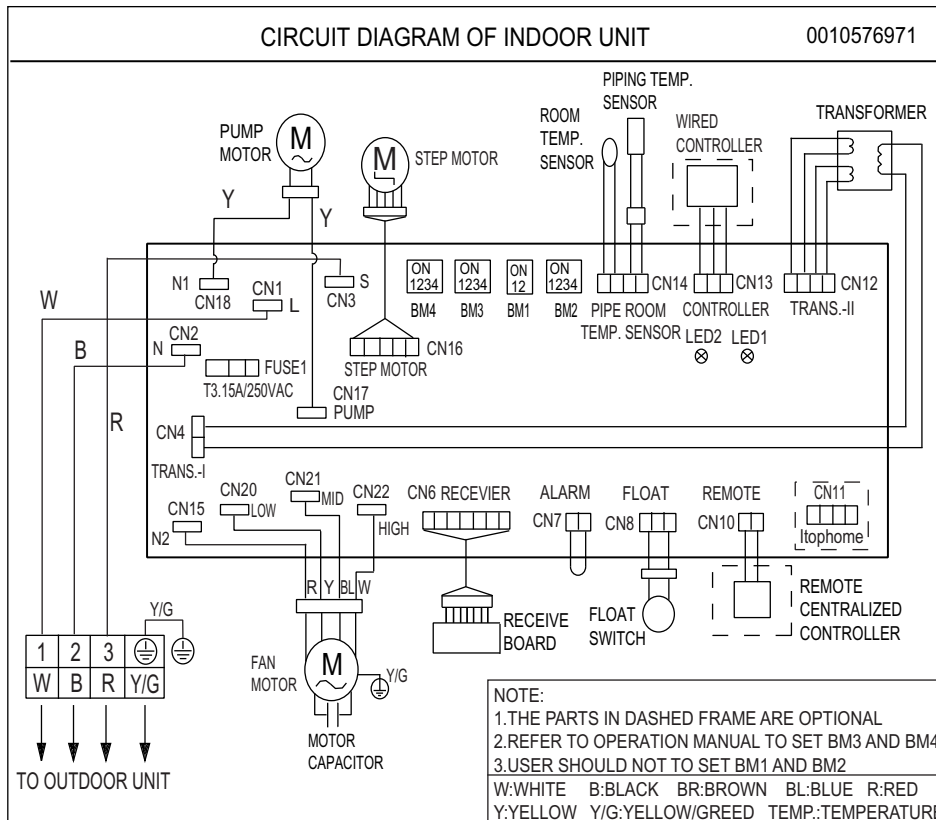 CIRCUIT DIAGRAM OF INDOOR UNIT 0010576971
PIPING TEMP.
SENSOR
ROOM
TEMP.
SENSOR
WIRED
CONTROLLER
TRANSFORMER
PUMP
MOTOR
M
M
STEP MOTOR
Y
Y
W
B
R
N1
CN18
CN1
L
CN3
S
ON
1234
BM4
ON
1234
BM3
ON
12
BM1
ON
1234
BM2
CN14
PIPE ROOM
TEMP. SENSOR
CN13
CONTROLLER
CN12
TRANS.-II
LED2 LED1
CN2
N
FUSE1
T3.15A/250VAC
CN16
STEP MOTOR
CN17
PUMP
CN4
TRANS.-I
CN15
N2
CN20
LOW
CN21
MID
CN22
HIGH
CN6 RECEVIER
ALARM
CN7
FLOAT
CN8
REMOTE
CN10
CN11
Itophome
R Y BL W
RECEIVE
BOARD
FLOAT
SWITCH
REMOTE
CENTRALIZED
CONTROLLER
Y/G
1 2 3
W B R Y/G
TO OUTDOOR UNIT
FAN
MOTOR
M
Y/G
MOTOR
CAPACITOR
NOTE:
1.THE PARTS IN DASHED FRAME ARE OPTIONAL
2.REFER TO OPERATION MANUAL TO SET BM3 AND BM4
3.USER SHOULD NOT TO SET BM1 AND BM2
W:WHITE B:BLACK BR:BROWN BL:BLUE R:RED
Y:YELLOW Y/G:YELLOW/GREED TEMP.:TEMPERATURE